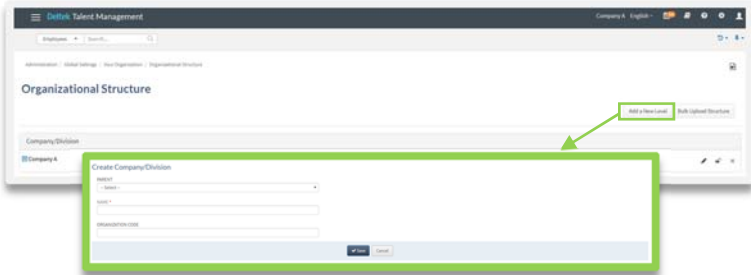 Deltek Talent Management
Company A English
Employees Search...
Administration / Global Settings / Your Organization / Organizational Structure
Organizational Structure
Add a New Level Bulk Upload Structure
Company/Division
Company A
Create Company/Division
PARENT
- Select -
NAME *
ORGANIZATION CODE
Save Cancel